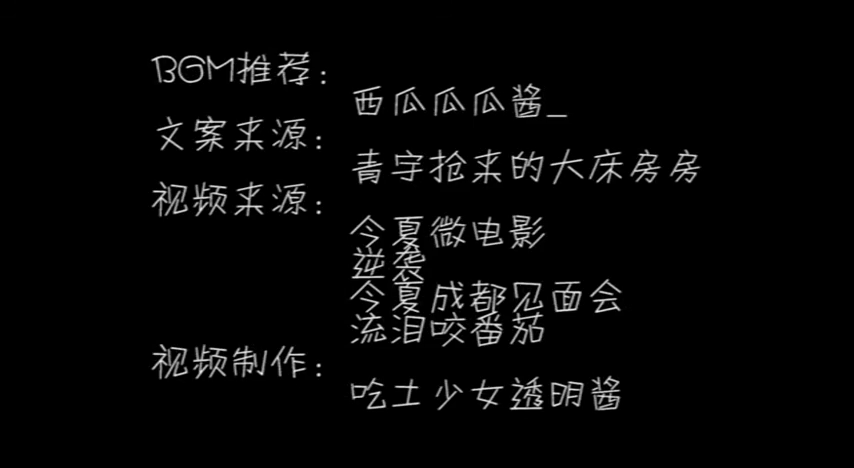 BGM推荐：
西瓜瓜瓜酱_
文案来源：
青宇抢来的大床房房
视频来源：
今夏微电影
逆袭
今夏成都见面会
流泪咬番茄
视频制作：
吃土少女透明酱